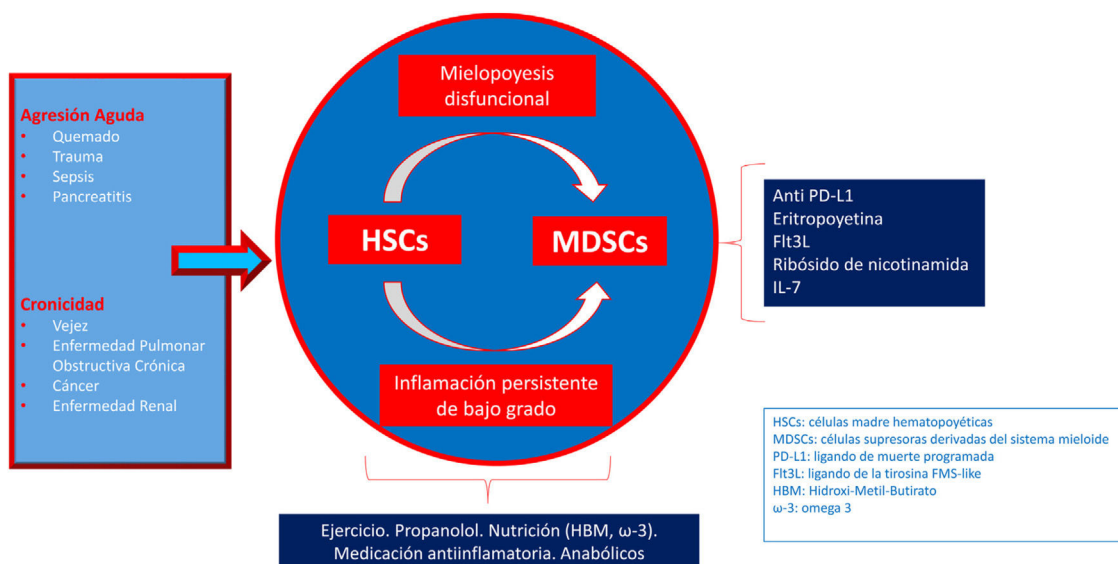 Agresión Aguda
• Quemado
• Trauma
• Sepsis
• Pancreatitis
Cronicidad
• Vejez
• Enfermedad Pulmonar
Obstructiva Crónica
• Cáncer
• Enfermedad Renal
Mielopoyesis
disfuncional
HSCs
MDSCs
Inflamación persistente
de bajo grado
Anti PD-L1
Eritropoyetina
Flt3L
Ribósido de nicotinamida
IL-7
Ejercicio. Propanolol. Nutrición (HBM, ω-3).
Medicación antiinflamatoria. Anabólicos
HSCs: células madre hematopoyéticas
MDSCs: células supresoras derivadas del sistema mieloide
PD-L1: ligando de muerte programada
Flt3L: ligando de la tirosina FMS-like
HBM: Hidroxi-Metil-Butirato
ω-3: omega 3